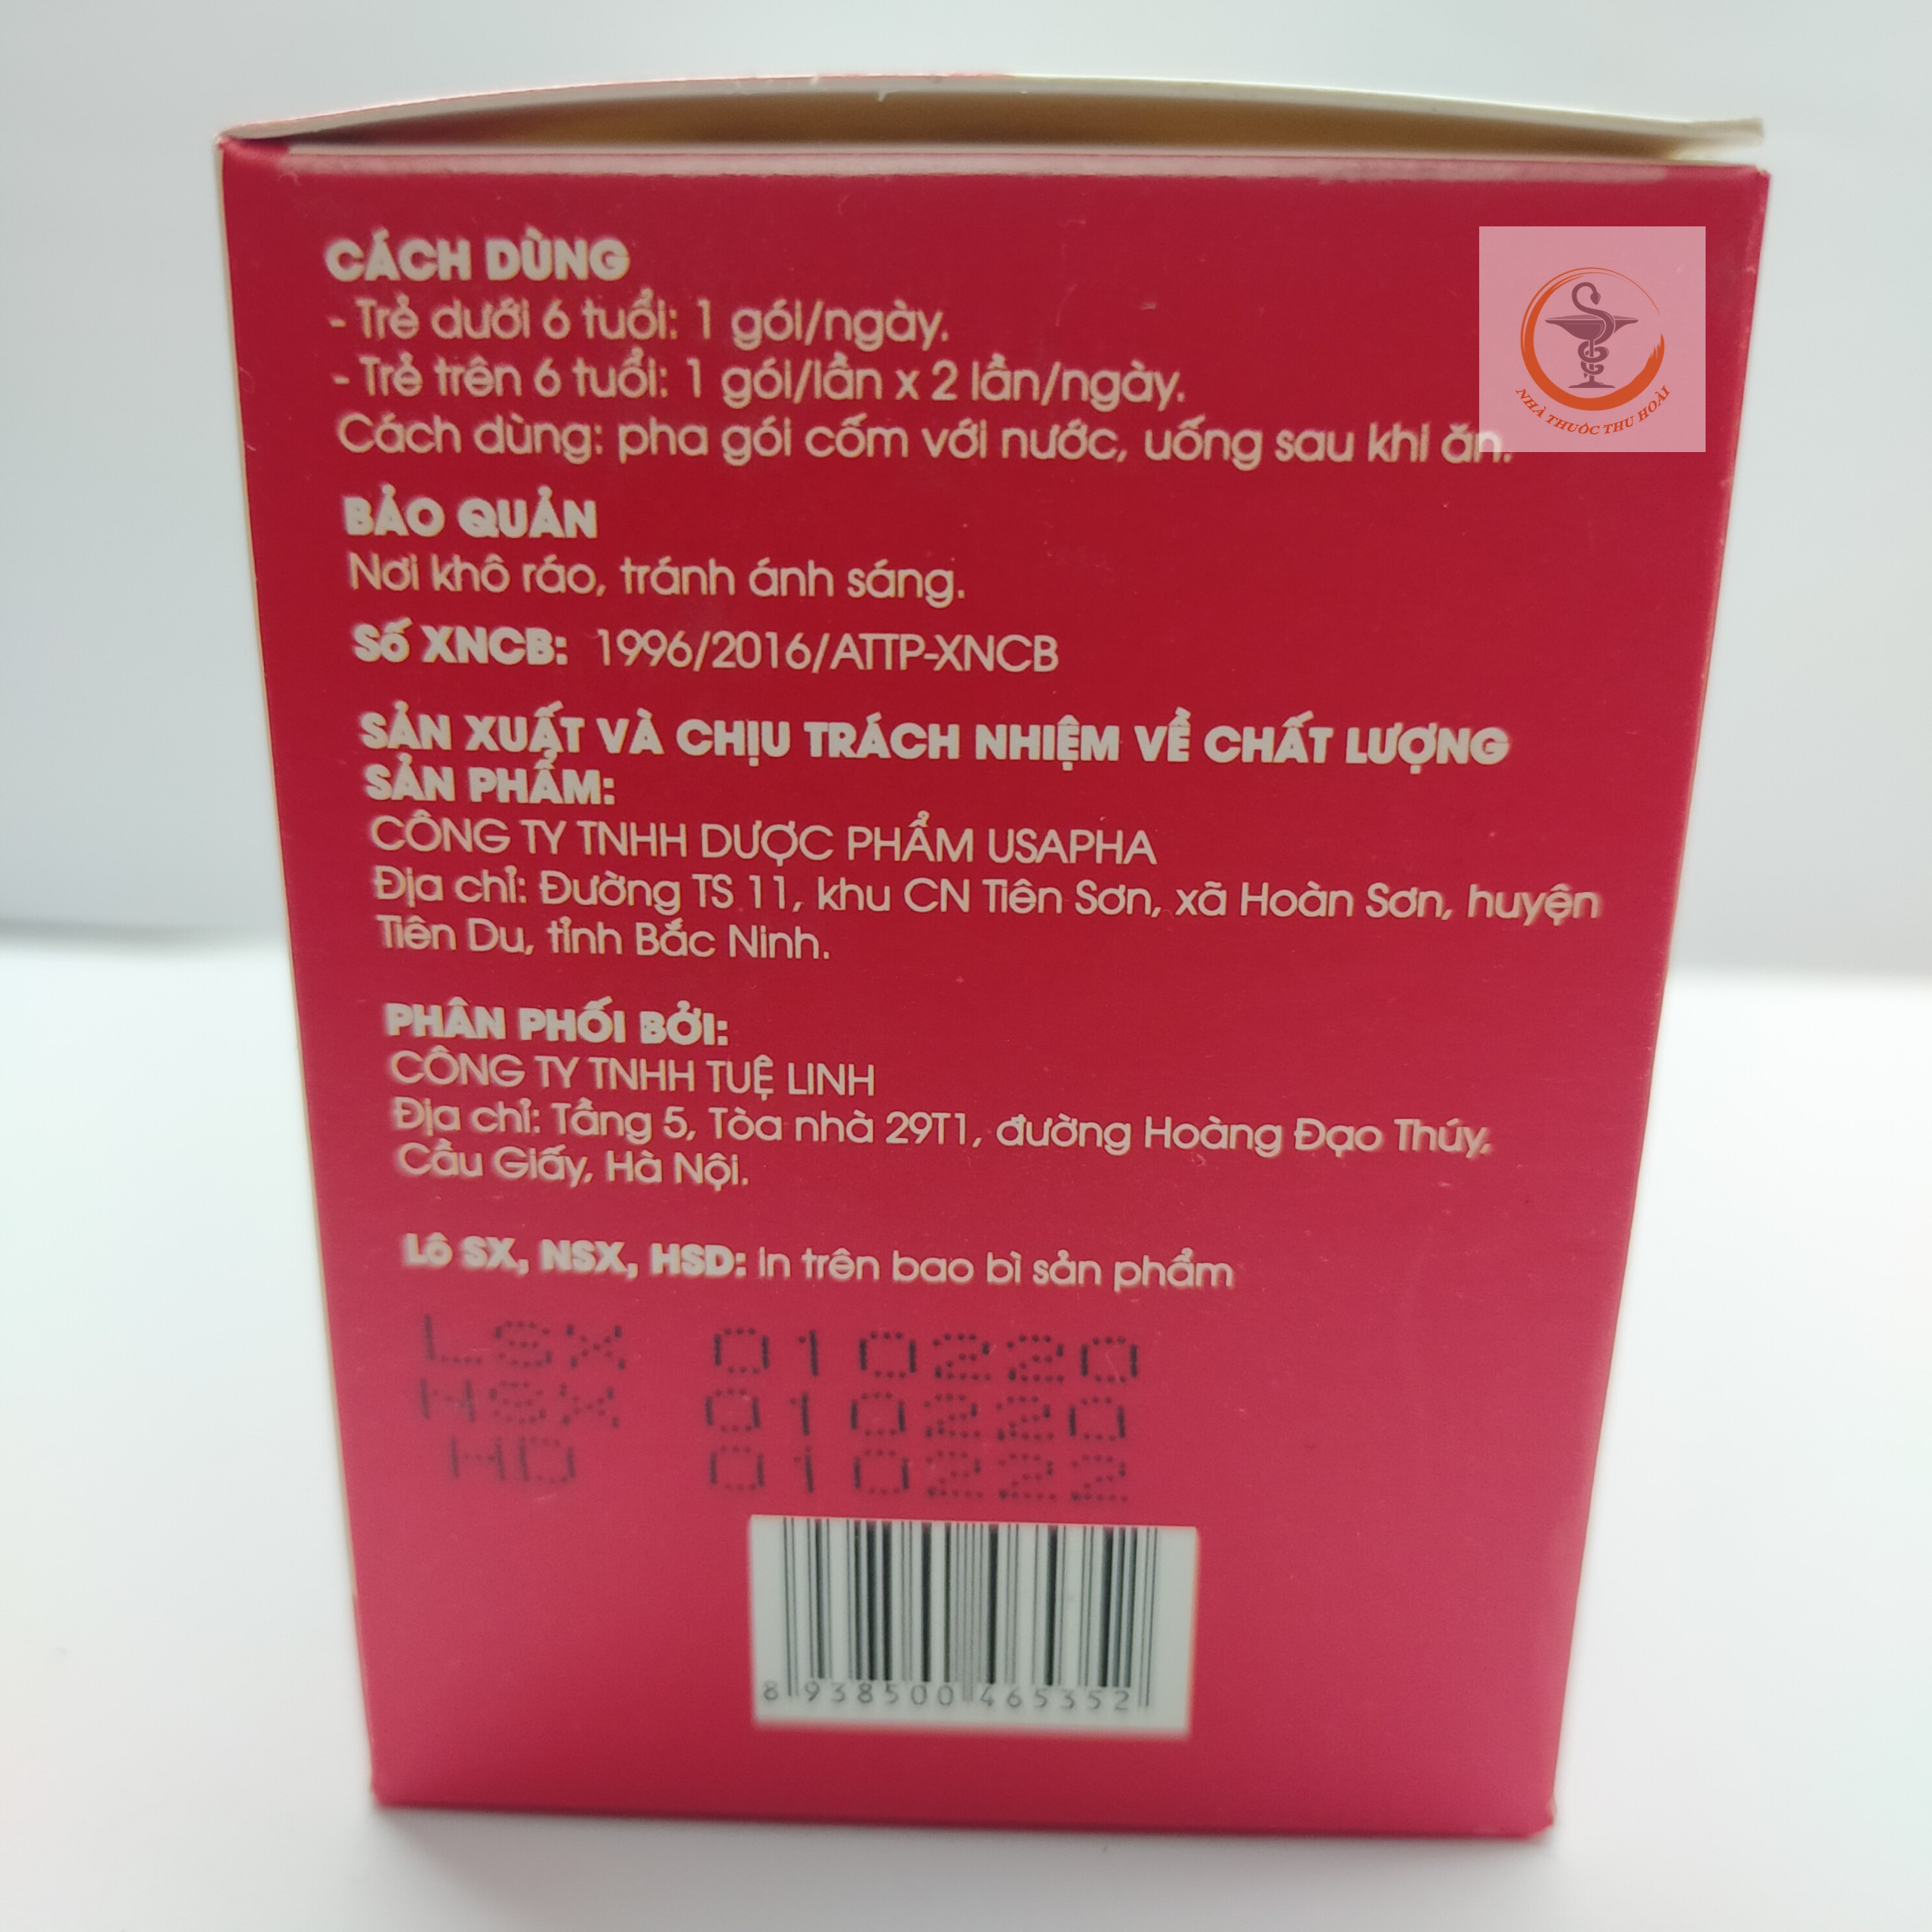 CÁCH DÙNG
- Trẻ dưới 6 tuổi: 1 gói/ngày.
- Trẻ trên 6 tuổi: 1 gói/lần x 2 lần/ngày.
Cách dùng: pha gói cốm với nước, uống sau khi ăn.
NHÀ THUỐC THU HOÀI
BẢO QUẢN
Nơi khô ráo, tránh ánh sáng.
Số XNCB: 1996/2016/ATTP-XNCB
SẢN XUẤT VÀ CHỊU TRÁCH NHIỆM VỀ CHẤT LƯỢNG
SẢN PHẨM:
CÔNG TY TNHH DƯỢC PHẨM USAPHA
Địa chỉ: Đường TS 11, khu CN Tiên Sơn, xã Hoàn Sơn, huyện
Tiên Du, tỉnh Bắc Ninh.
PHÂN PHỐI BỞI:
CÔNG TY TNHH TUỆ LINH
Địa chỉ: Tầng 5, Tòa nhà 29T1, đường Hoàng Đạo Thúy,
Cầu Giấy, Hà Nội.
Lô SX, NSX, HSD: in trên bao bì sản phẩm
LSX 010220
NSX 010220
HD 010222
8 938500 465352